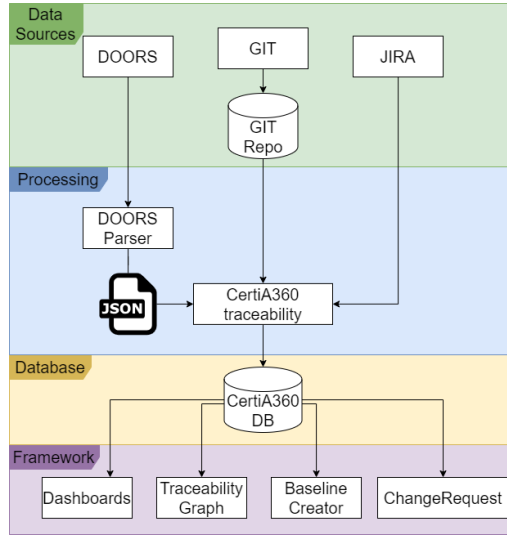 Data
Sources
DOORS
GIT
JIRA
GIT
Repo
Processing
DOORS
Parser
JSON
CertiA360
traceability
Database
CertiA360
DB
Framework
Dashboards
Traceability
Graph
Baseline
Creator
ChangeRequest